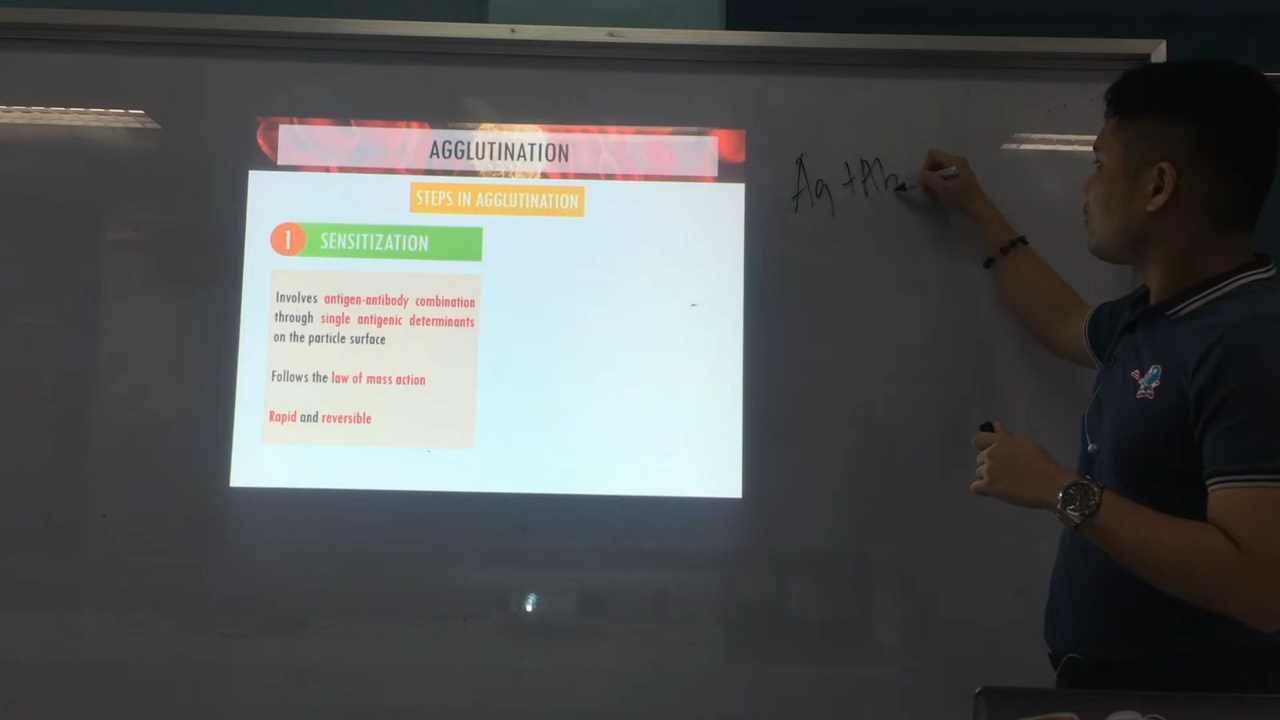 AGGLUTINATION
STEPS IN AGGLUTINATION
1 SENSITIZATION
Involves antigen-antibody combination
through single antigenic determinants
on the particle surface
Follows the law of mass action
Rapid and reversible
Ag + Ab